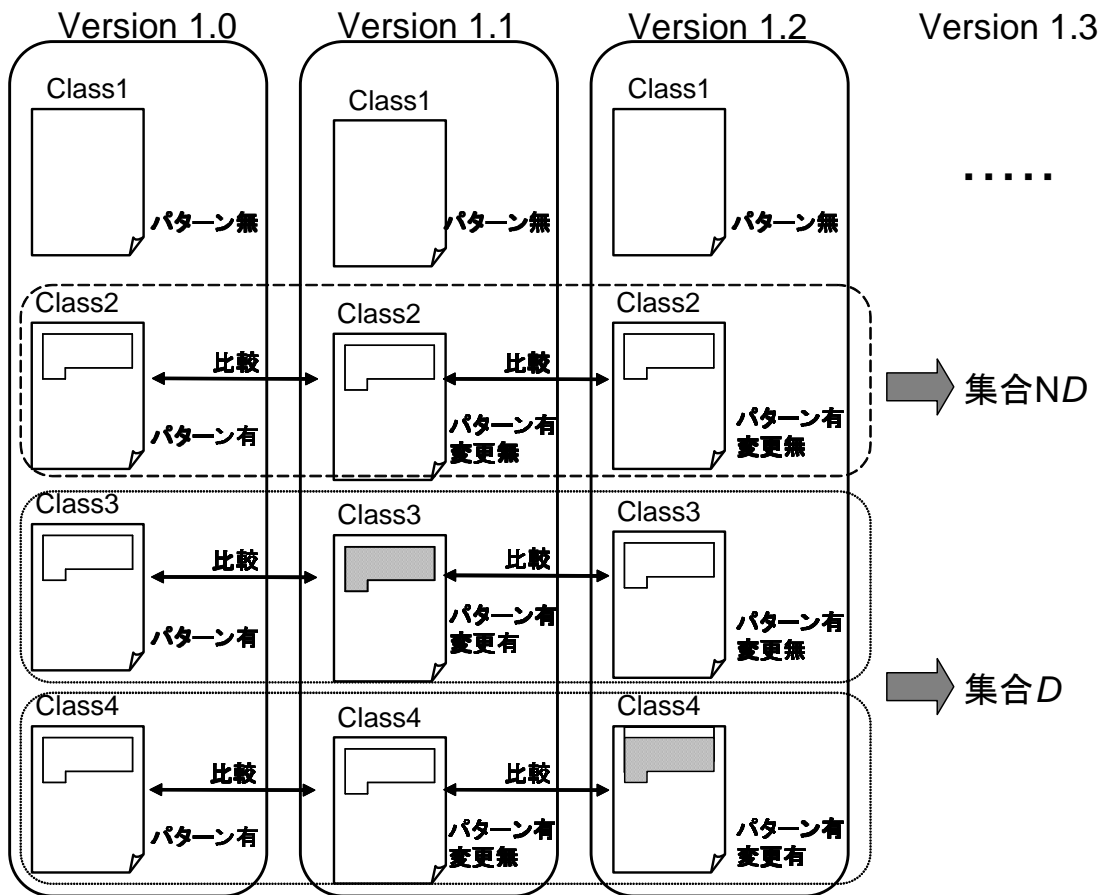 Version 1.0 Version 1.1 Version 1.2 Version 1.3
Class1 Class1 Class1
.....
パターン無 パターン無 パターン無
Class2 Class2 Class2
比較 比較
集合ND
パターン有 パターン有 パターン有
変更無 変更無
Class3 Class3 Class3
比較 比較
パターン有 パターン有 パターン有
変更有 変更無
集合D
Class4 Class4 Class4
比較 比較
パターン有 パターン有 パターン有
変更無 変更有